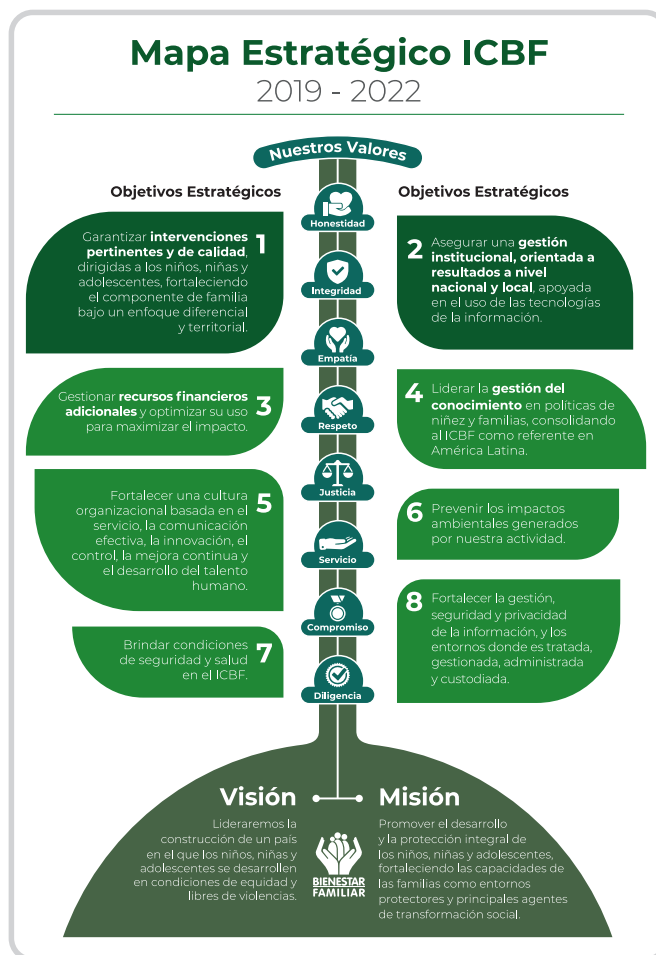 Mapa Estratégico ICBF
2019 - 2022
Nuestros Valores
Objetivos Estratégicos
Objetivos Estratégicos
Honestidad
Integridad
Empatía
Respeto
Justicia
Servicio
Compromiso
Diligencia
1
Garantizar intervenciones
pertinentes y de calidad,
dirigidas a los niños, niñas y
adolescentes, fortaleciendo
el componente de familia
bajo un enfoque diferencial
y territorial.
2
Asegurar una gestión
institucional, orientada a
resultados a nivel
nacional y local, apoyada
en el uso de las tecnologías
de la información.
3
Gestionar recursos financieros
adicionales y optimizar su uso
para maximizar el impacto.
4
Liderar la gestión del
conocimiento en políticas de
niñez y familias, consolidando
al ICBF como referente en
América Latina.
5
Fortalecer una cultura
organizacional basada en el
servicio, la comunicación
efectiva, la innovación, el
control, la mejora continua y
el desarrollo del talento
humano.
6
Prevenir los impactos
ambientales generados
por nuestra actividad.
7
Brindar condiciones
de seguridad y salud
en el ICBF.
8
Fortalecer la gestión,
seguridad y privacidad
de la información, y los
entornos donde es tratada,
gestionada, administrada
y custodiada.
Visión
Lideraremos la
construcción de un país
en el que los niños, niñas y
adolescentes se desarrollen
en condiciones de equidad y
libres de violencias.
BIENESTAR
FAMILIAR
Misión
Promover el desarrollo
y la protección integral de
los niños, niñas y adolescentes,
fortaleciendo las capacidades de
las familias como entornos
protectores y principales agentes
de transformación social.